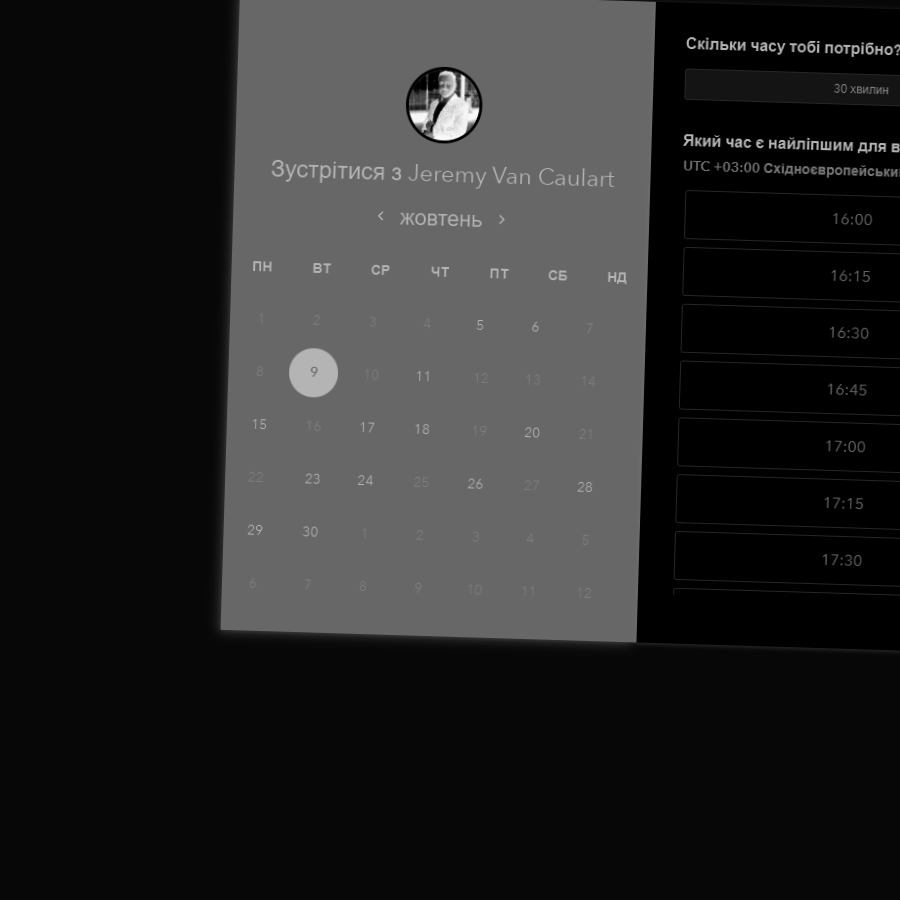 Зустрітися з Jeremy Van Caulart
жовтень
ПН ВТ СР ЧТ ПТ СБ НД
1 2 3 4 5 6 7
8 9 10 11 12 13 14
15 16 17 18 19 20 21
22 23 24 25 26 27 28
29 30 1 2 3 4 5
6 7 8 9 10 11 12
Скільки часу тобі потрібно?
30 хвилин
Який час є найліпшим для
UTC +03:00
16:00
16:15
16:30
16:45
17:00
17:15
17:30